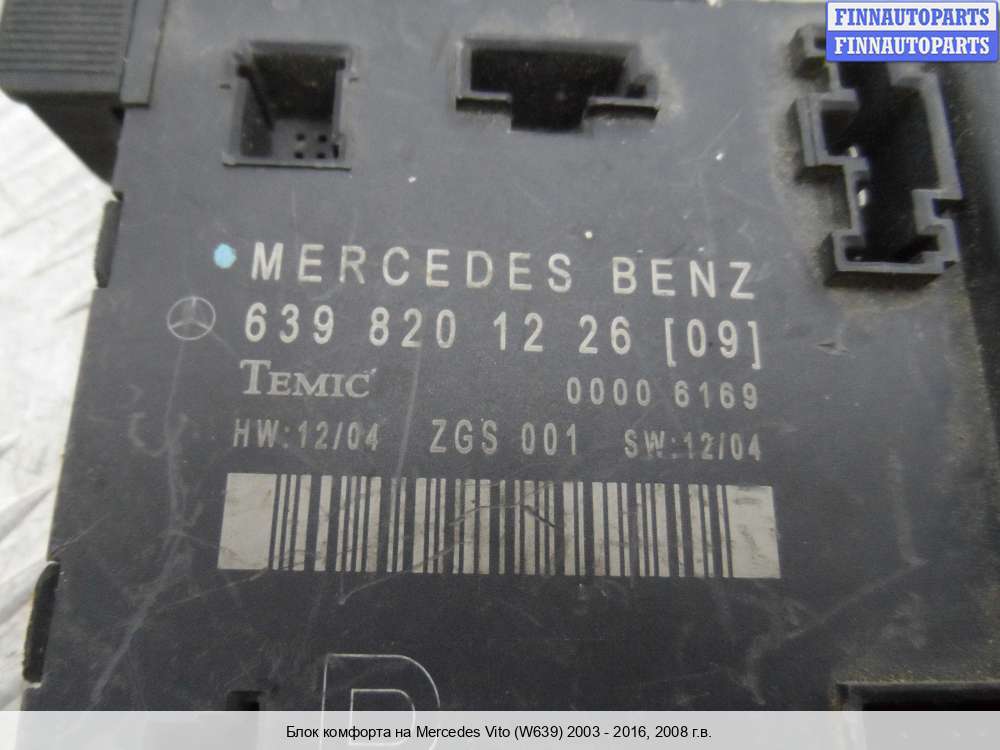 FINNAUTOPARTS
FINNAUTOPARTS
MERCEDES BENZ
639 820 12 26 [09]
TEMIC 0000 6169
HW:12/04 ZGS 001 SW:12/04
D
Блок комфорта на Mercedes Vito (W639) 2003 - 2016, 2008 г.в.